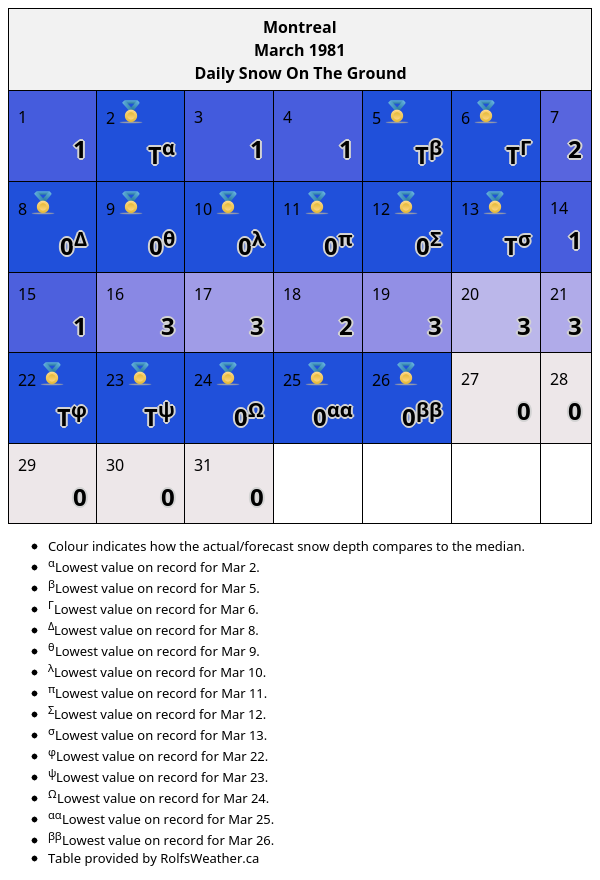 Montreal
March 1981
Daily Snow On The Ground
1 2 3 4 5 6 7
1 Tα 1 1 Tβ TΓ 2
8 9 10 11 12 13 14
0Δ 0θ 0λ 0π 0Σ Tσ 1
15 16 17 18 19 20 21
1 3 3 2 3 3 3
22 23 24 25 26 27 28
Tφ Tψ 0Ω 0αα 0ββ 0 0
29 30 31
0 0 0
• Colour indicates how the actual/forecast snow depth compares to the median.
• αLowest value on record for Mar 2.
• βLowest value on record for Mar 5.
• ΓLowest value on record for Mar 6.
• ΔLowest value on record for Mar 8.
• θLowest value on record for Mar 9.
• λLowest value on record for Mar 10.
• πLowest value on record for Mar 11.
• ΣLowest value on record for Mar 12.
• σLowest value on record for Mar 13.
• φLowest value on record for Mar 22.
• ψLowest value on record for Mar 23.
• ΩLowest value on record for Mar 24.
• ααLowest value on record for Mar 25.
• ββLowest value on record for Mar 26.
• Table provided by RolfsWeather.ca